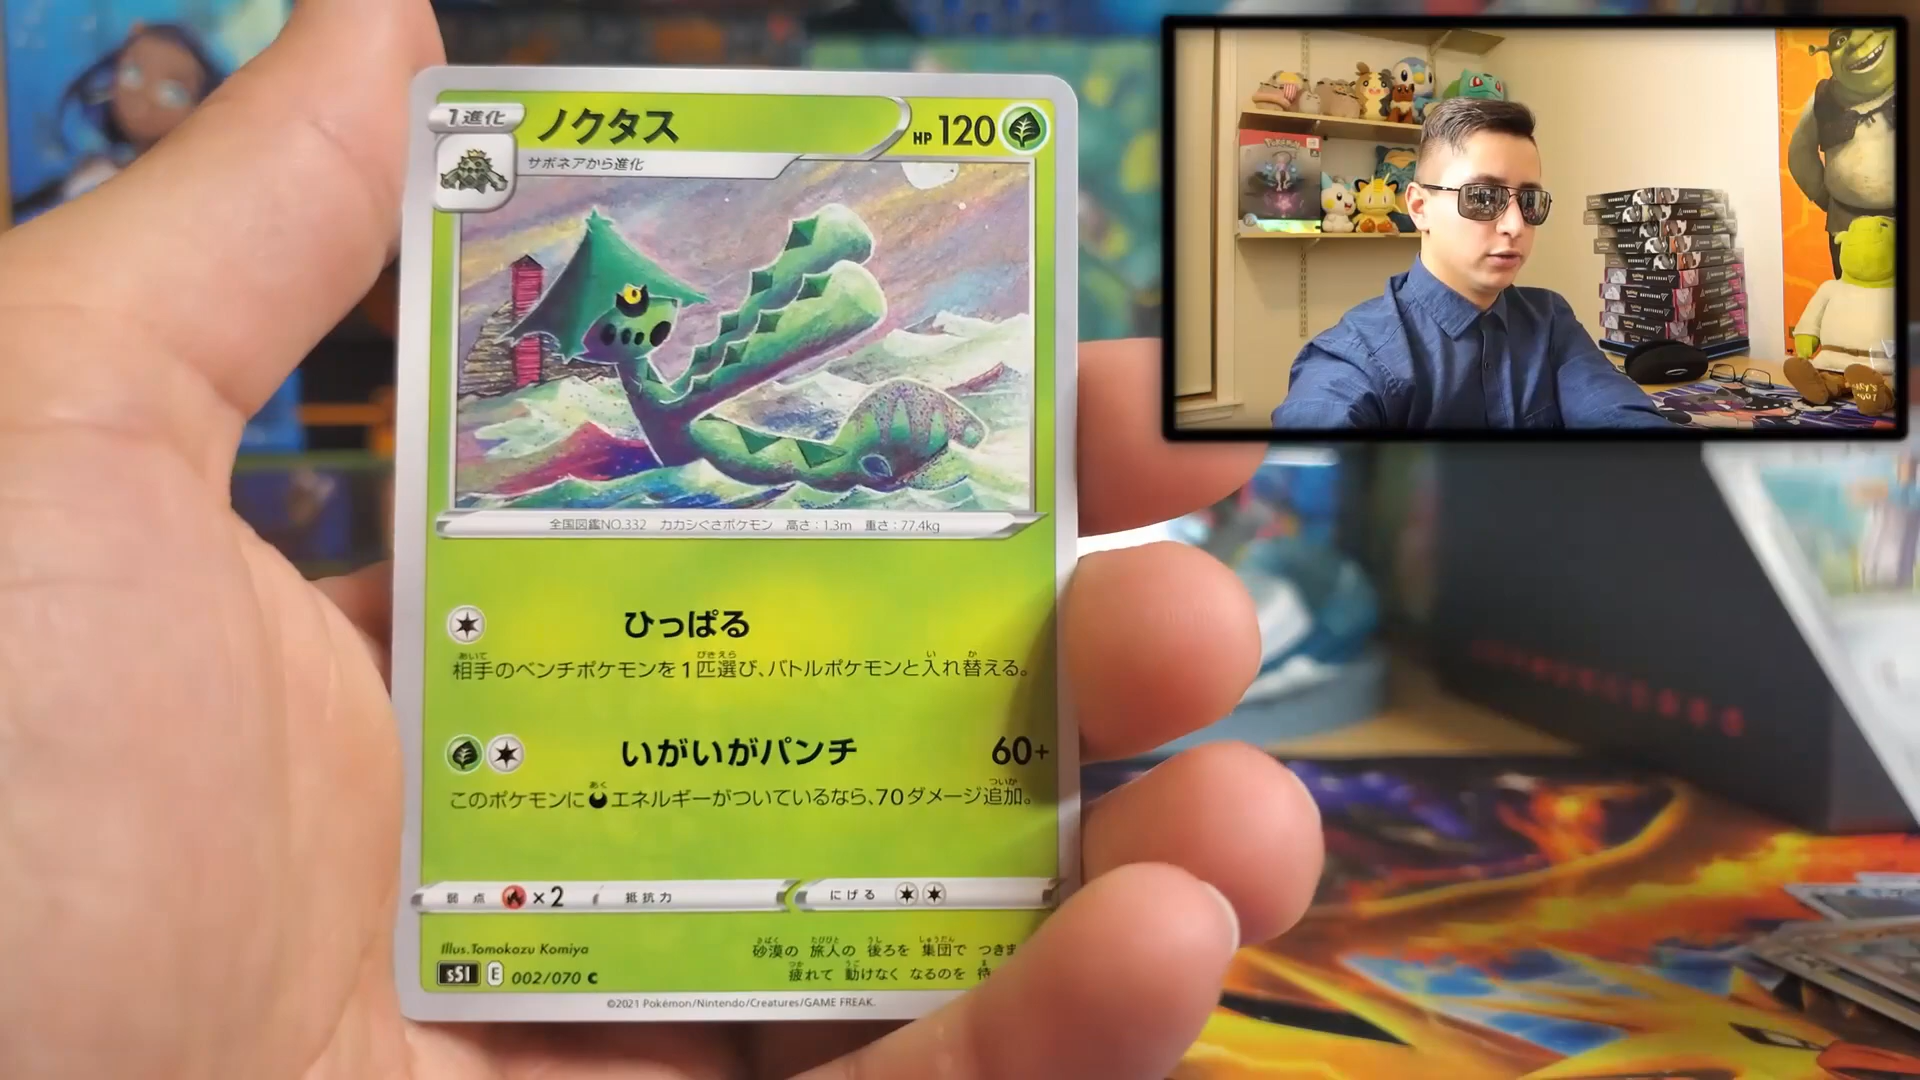 1進化
ノクタス
HP 120
サボネアから進化
全国図鑑NO.332 カカシぐさポケモン 高さ:1.3m 重さ:77.4kg
ひっぱる
相手のベンチポケモンを1匹選び、バトルポケモンと入れ替える。
いがいがパンチ 60+
このポケモンにエネルギーがついているなら、70ダメージ追加。
弱点 ×2 抵抗力 にげる
Illus.Tomokazu Komiya
砂漠の 旅人の 後ろを 集団で つきま
疲れて 動けなく なるのを 待
s5I E 002/070 C
©2021 Pokémon/Nintendo/Creatures/GAME FREAK.
Pokémon